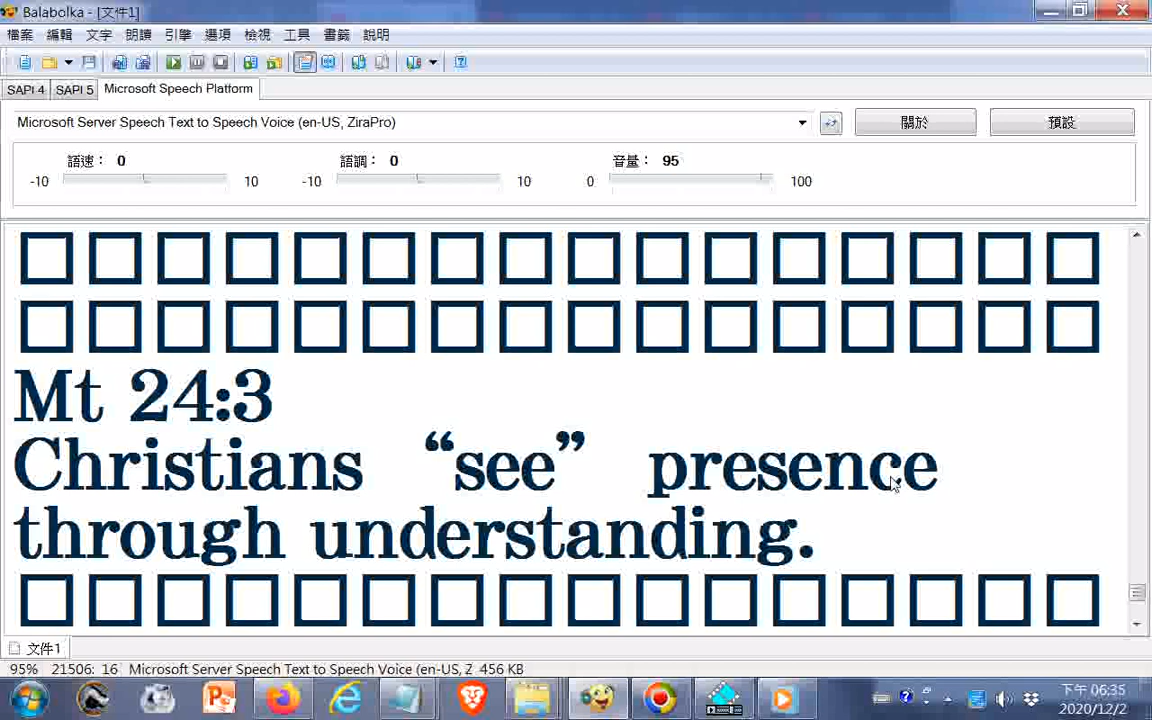 Balabolka - [文件1]
檔案 編輯 文字 朗讀 引擎 選項 檢視 工具 書籤 說明
SAPI 4 SAPI 5 Microsoft Speech Platform
Microsoft Server Speech Text to Speech Voice (en-US, ZiraPro) 關於 預設
語速： 0 語調： 0 音量： 95
-10 10 -10 10 0 100
□□□□□□□□□□□□□□□□
□□□□□□□□□□□□□□□□
Mt 24:3
Christians “see” presence
through understanding.
□□□□□□□□□□□□□□□□
文件1
95% 21506: 16 Microsoft Server Speech Text to Speech Voice (en-US, Z 456 KB
下午 06:35
2020/12/2